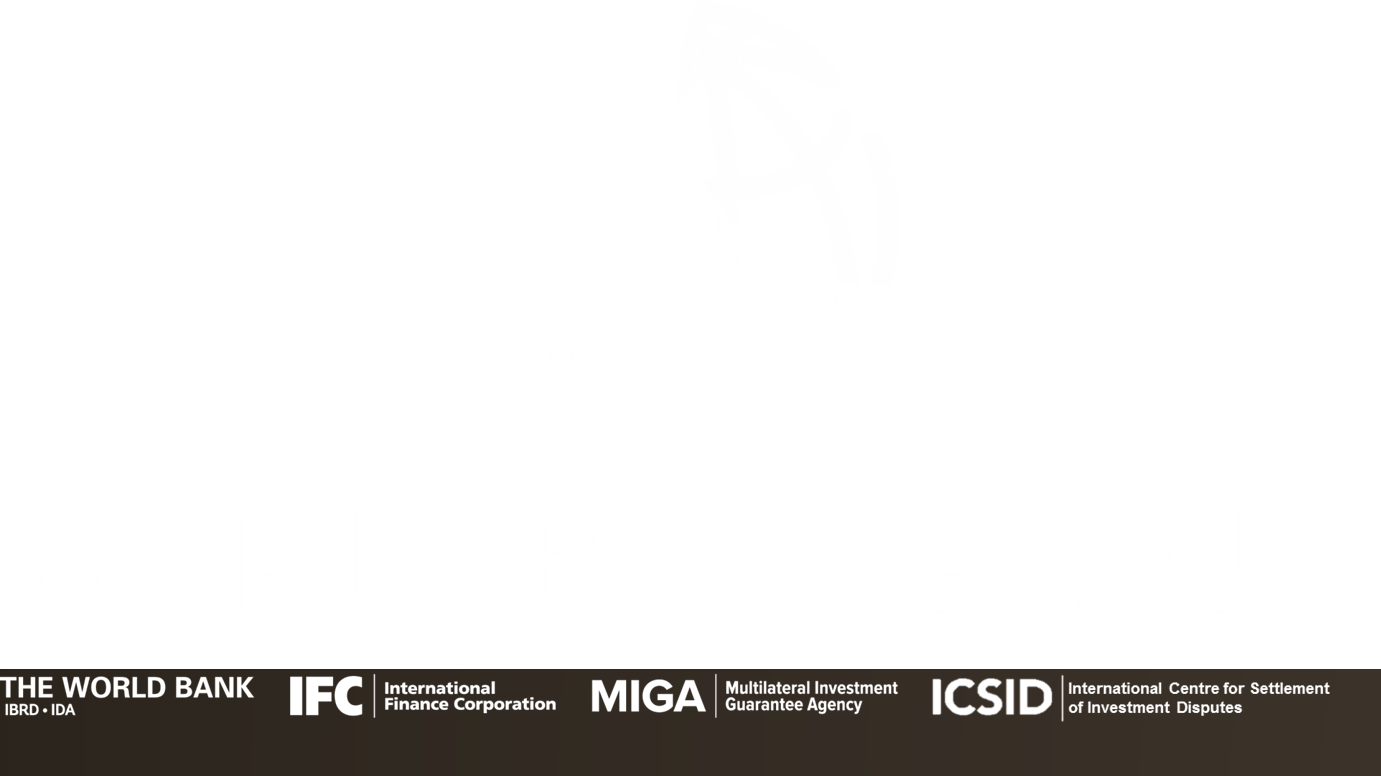 THE WORLD BANK
IBRD • IDA
IFC
International
Finance Corporation
MIGA
Multilateral Investment
Guarantee Agency
ICSID
International Centre for Settlement
of Investment Disputes